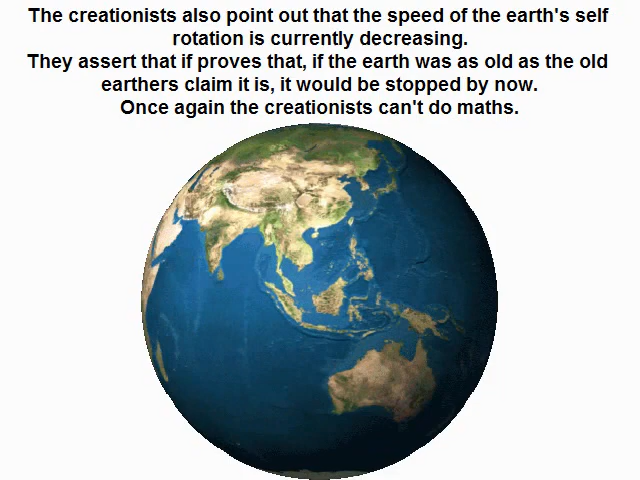 The creationists also point out that the speed of the earth's self
rotation is currently decreasing.
They assert that if proves that, if the earth was as old as the old
earthers claim it is, it would be stopped by now.
Once again the creationists can't do maths.